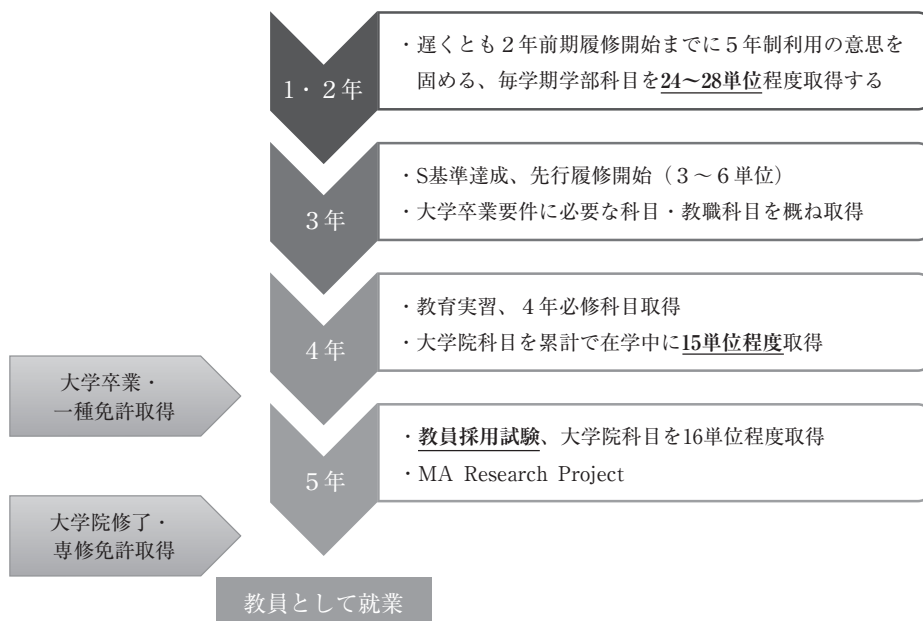 1・2年
・遅くとも2年前期履修開始までに5年制利用の意思を
固める、毎学期学部科目を24～28単位程度取得する
3年
・S基準達成、先行履修開始（3～6単位）
・大学卒業要件に必要な科目・教職科目を概ね取得
4年
・教育実習、4年必修科目取得
・大学院科目を累計で在学中に15単位程度取得
大学卒業・
一種免許取得
5年
・教員採用試験、大学院科目を16単位程度取得
・MA Research Project
大学院修了・
専修免許取得
教員として就業